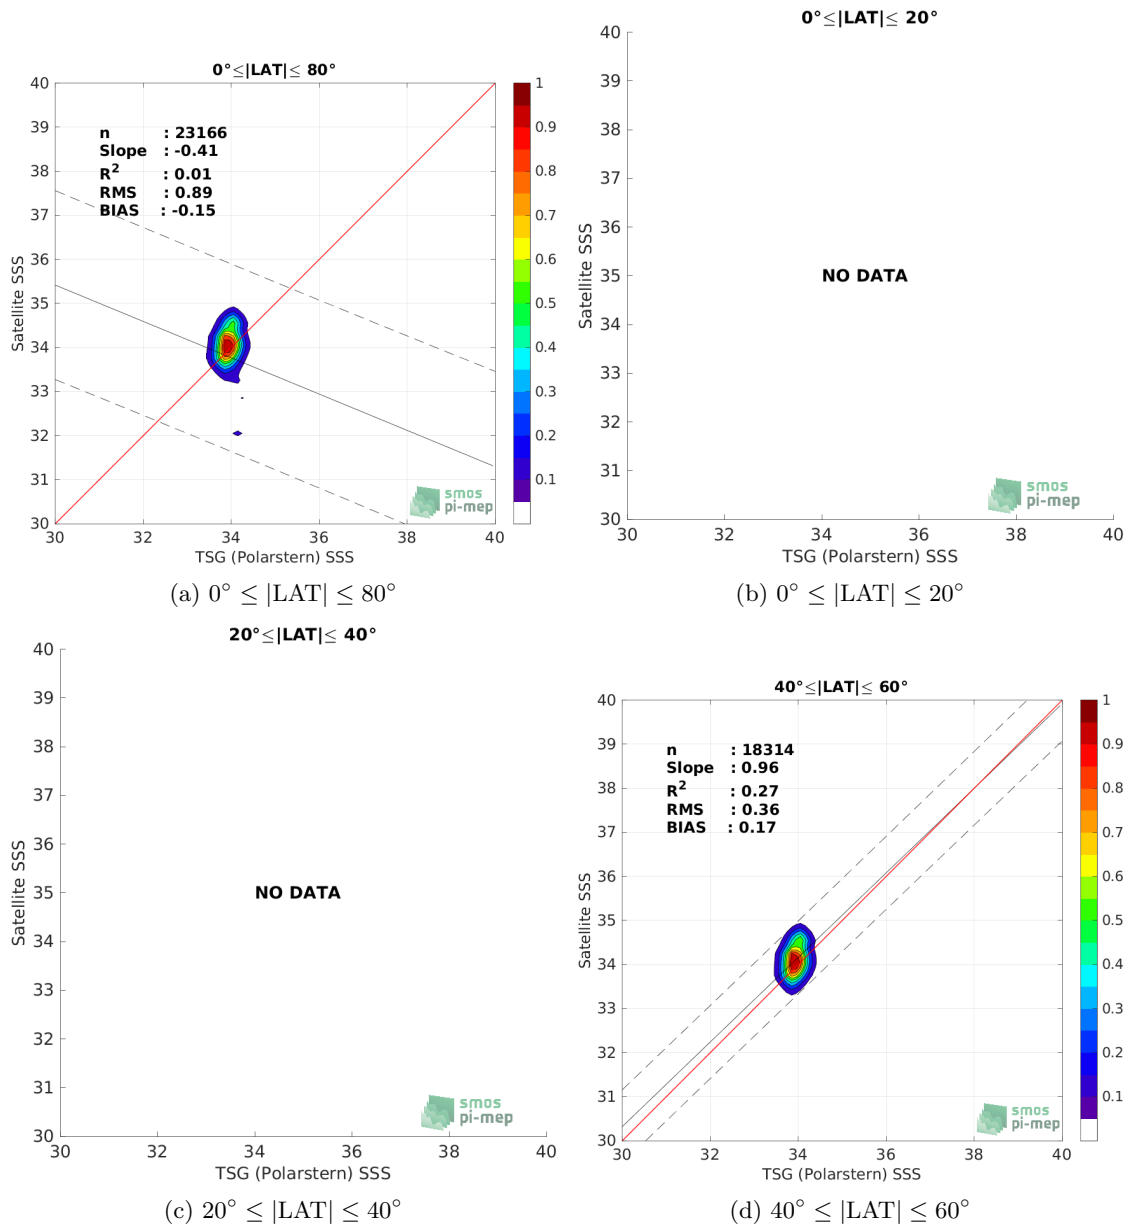 0°≤|LAT|≤ 80°
40
39
38
37
36
35
34
33
32
31
30
Satellite SSS
n : 23166
Slope : -0.41
R² : 0.01
RMS : 0.89
BIAS : -0.15
smos
pi-mep
30 32 34 36 38 40
TSG (Polarstern) SSS
1
0.9
0.8
0.7
0.6
0.5
0.4
0.3
0.2
0.1
(a) 0° ≤ |LAT| ≤ 80°
0°≤|LAT|≤ 20°
40
39
38
37
36
35
34
33
32
31
30
Satellite SSS
NO DATA
smos
pi-mep
30 32 34 36 38 40
TSG (Polarstern) SSS
(b) 0° ≤ |LAT| ≤ 20°
20°≤|LAT|≤ 40°
40
39
38
37
36
35
34
33
32
31
30
Satellite SSS
NO DATA
smos
pi-mep
30 32 34 36 38 40
TSG (Polarstern) SSS
(c) 20° ≤ |LAT| ≤ 40°
40°≤|LAT|≤ 60°
40
39
38
37
36
35
34
33
32
31
30
Satellite SSS
n : 18314
Slope : 0.96
R² : 0.27
RMS : 0.36
BIAS : 0.17
smos
pi-mep
30 32 34 36 38 40
TSG (Polarstern) SSS
1
0.9
0.8
0.7
0.6
0.5
0.4
0.3
0.2
0.1
(d) 40° ≤ |LAT| ≤ 60°